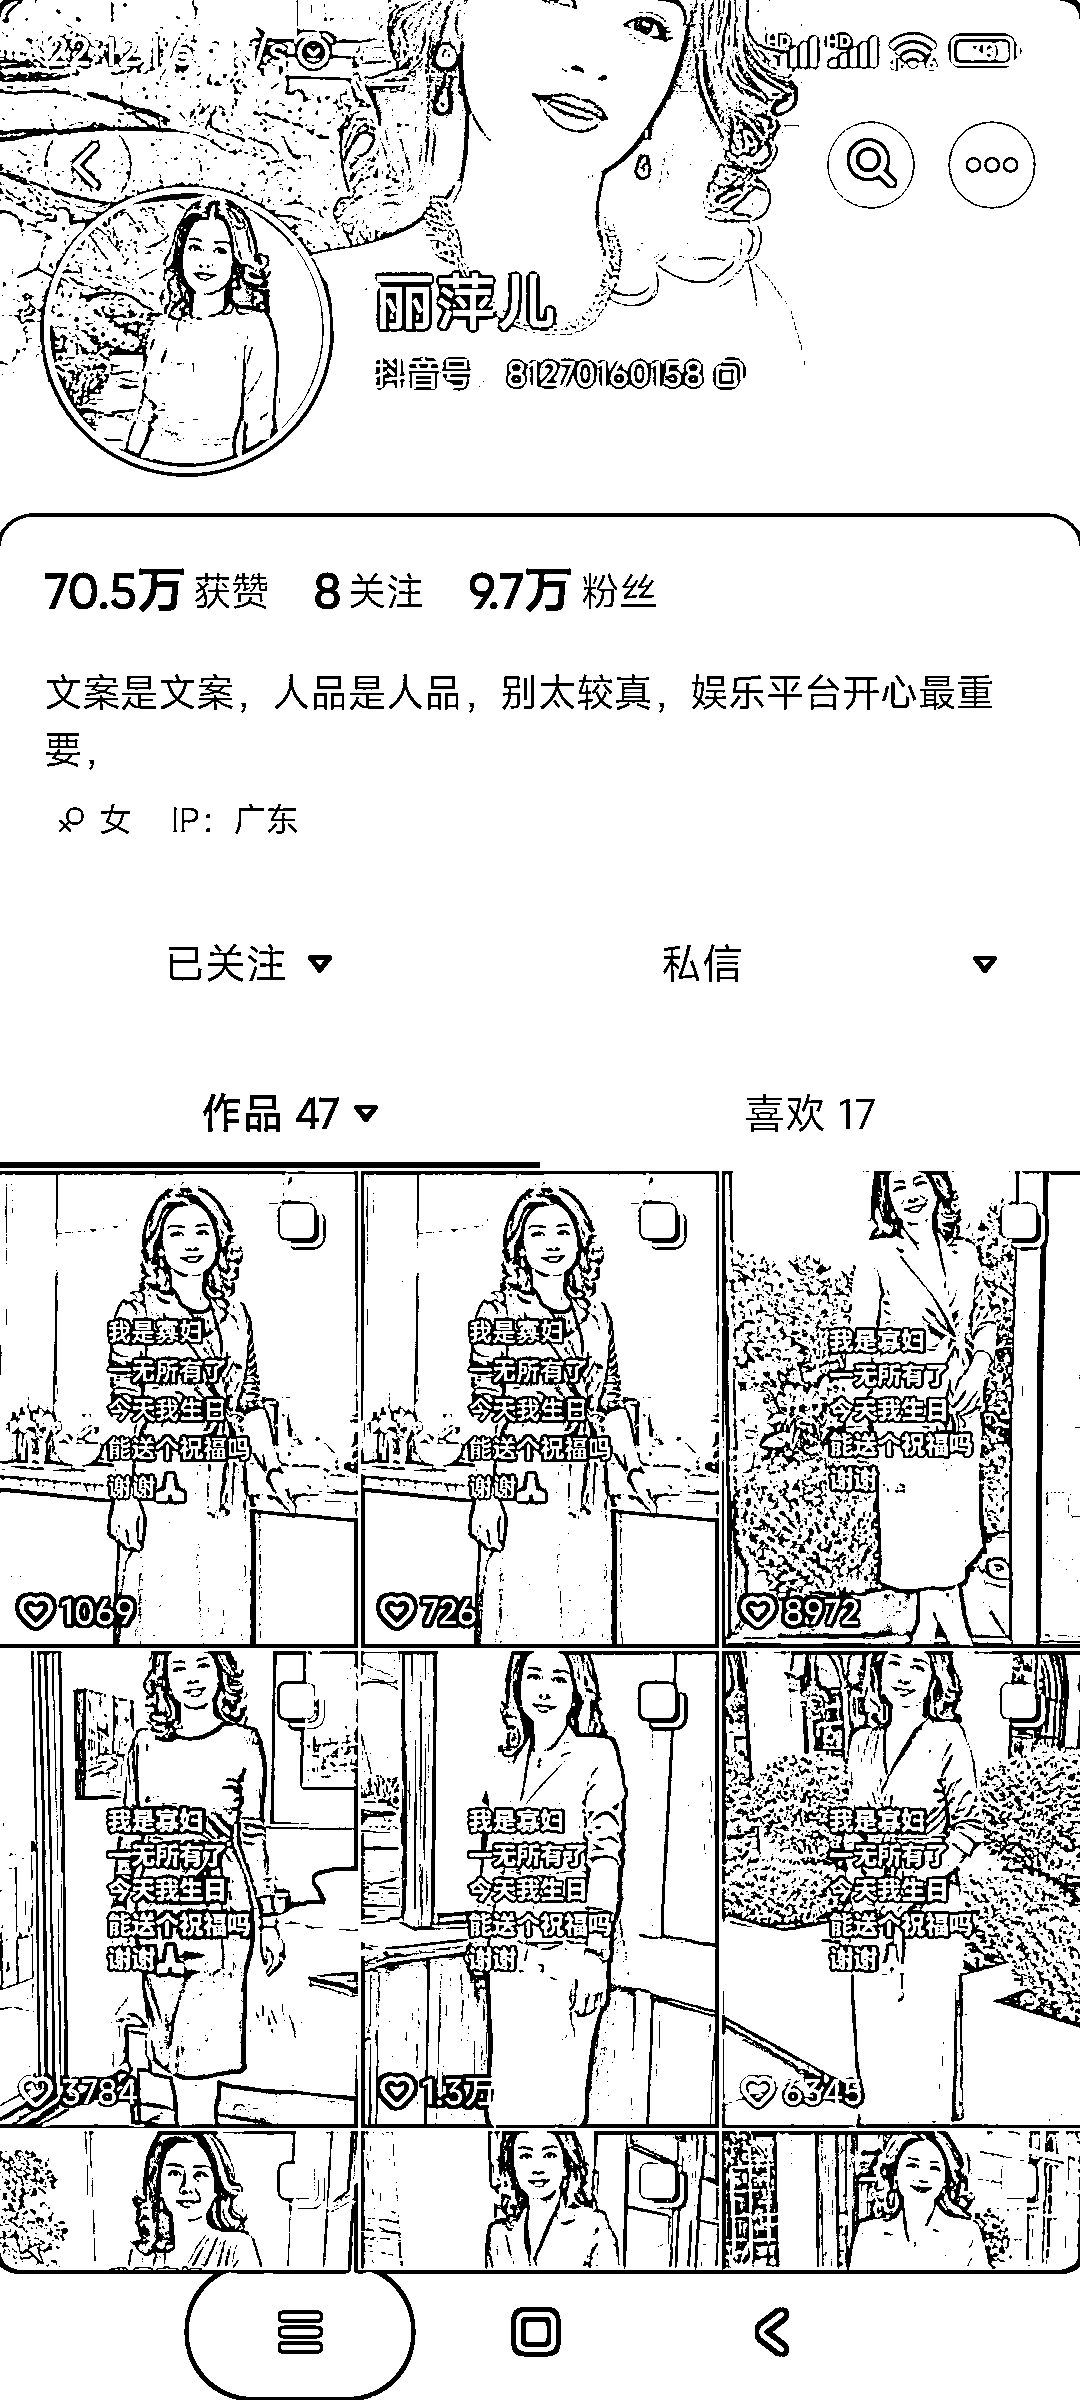 22:12
丽萍儿
抖音号 81270160158
70.5万 获赞 8 关注 9.7万 粉丝
文案是文案，人品是人品，别太较真，娱乐平台开心最重
要，
女 IP：广东
已关注 私信
作品 47 喜欢 17
我是寡妇
一无所有了
今天我生日
能送个祝福吗
谢谢🙏
1069
我是寡妇
一无所有了
今天我生日
能送个祝福吗
谢谢🙏
726
我是寡妇
一无所有了
今天我生日
能送个祝福吗
谢谢
8972
我是寡妇
一无所有了
今天我生日
能送个祝福吗
谢谢🙏
3784
我是寡妇
一无所有了
今天我生日
能送个祝福吗
谢谢
1.3万
我是寡妇
一无所有了
今天我生日
能送个祝福吗
谢谢
6345